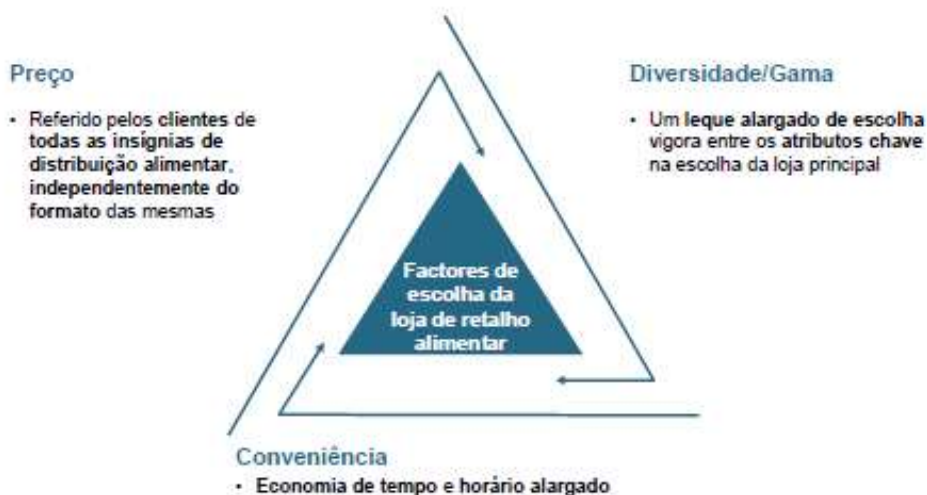 Preço
• Referido pelos clientes de
todas as insígnias de
distribuição alimentar,
independentemente do
formato das mesmas
Diversidade/Gama
• Um leque alargado de escolha
vigora entre os atributos chave
na escolha da loja principal
Factores de
escolha da
loja de retalho
alimentar
Conveniência
• Economia de tempo e horário alargado